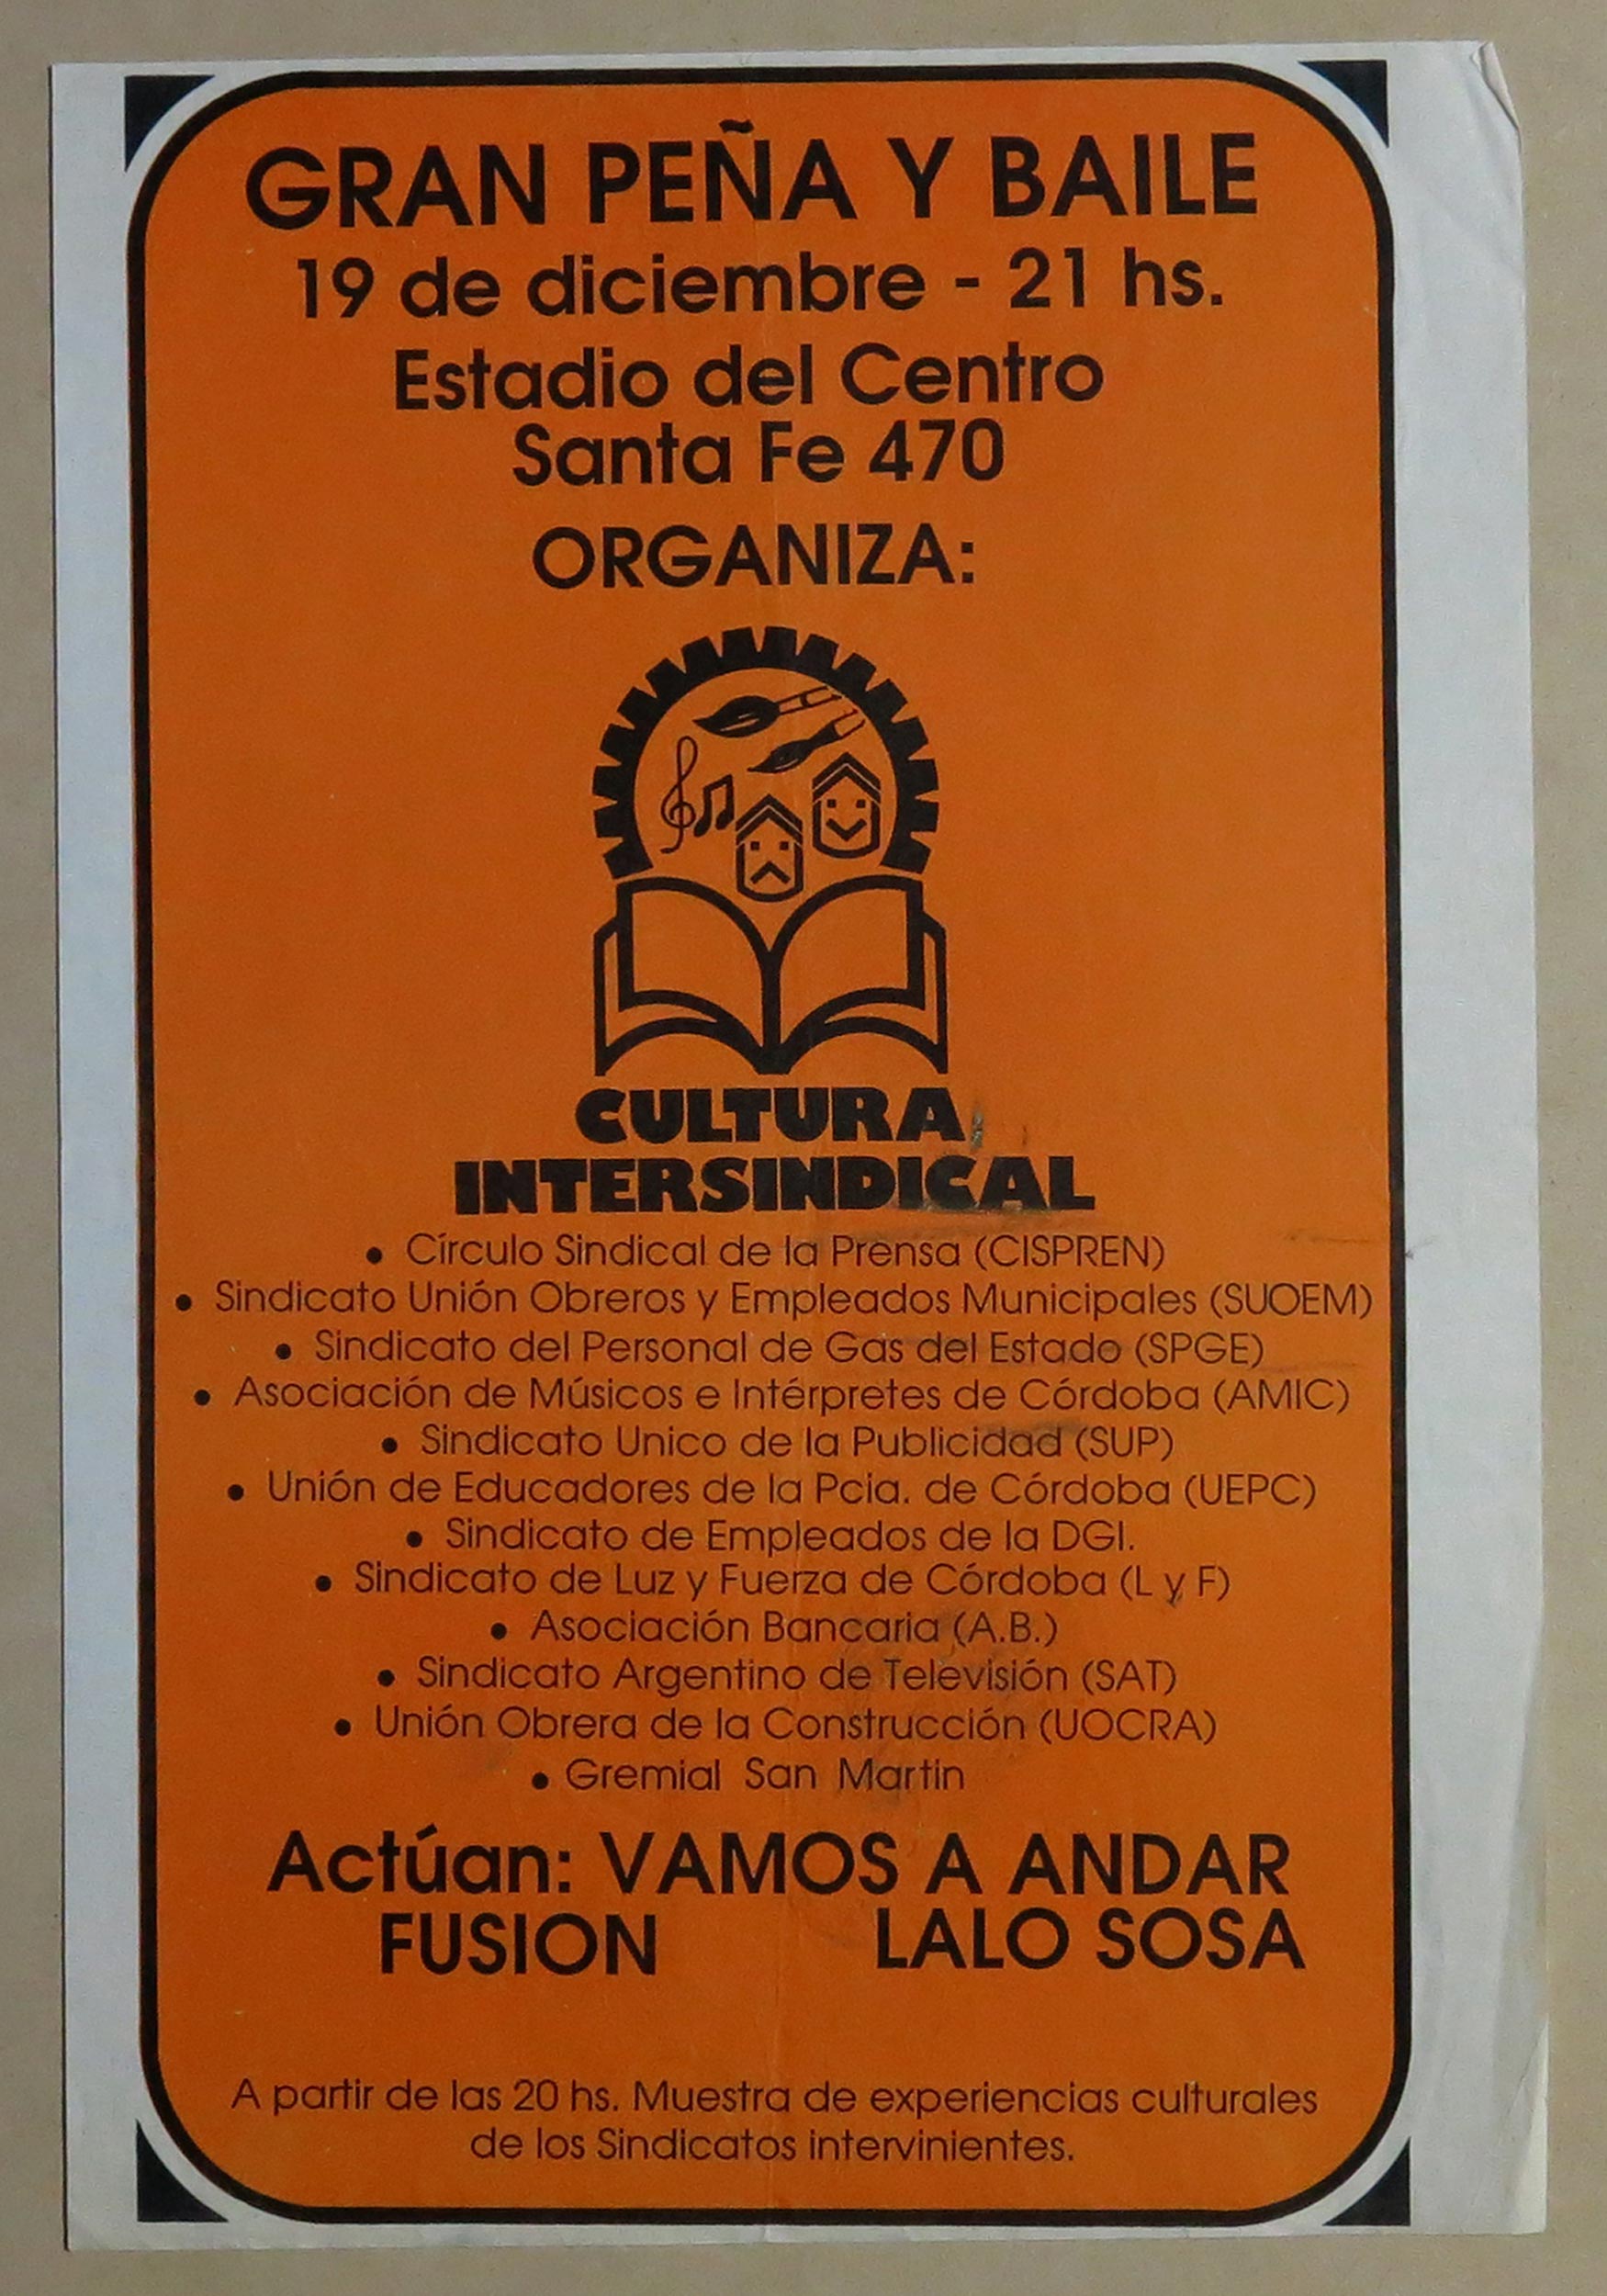 GRAN PEÑA Y BAILE
19 de diciembre - 21 hs.
Estadio del Centro
Santa Fe 470
ORGANIZA:
CULTURA
INTERSINDICAL
• Círculo Sindical de la Prensa (CISPREN)
• Sindicato Unión Obreros y Empleados Municipales (SUOEM)
• Sindicato del Personal de Gas del Estado (SPGE)
• Asociación de Músicos e Intérpretes de Córdoba (AMIC)
• Sindicato Unico de la Publicidad (SUP)
• Unión de Educadores de la Pcia. de Córdoba (UEPC)
• Sindicato de Empleados de la DGI.
• Sindicato de Luz y Fuerza de Córdoba (L y F)
• Asociación Bancaria (A.B.)
• Sindicato Argentino de Televisión (SAT)
• Unión Obrera de la Construcción (UOCRA)
• Gremial San Martin
Actúan: VAMOS A ANDAR
FUSION LALO SOSA
A partir de las 20 hs. Muestra de experiencias culturales
de los Sindicatos intervinientes.